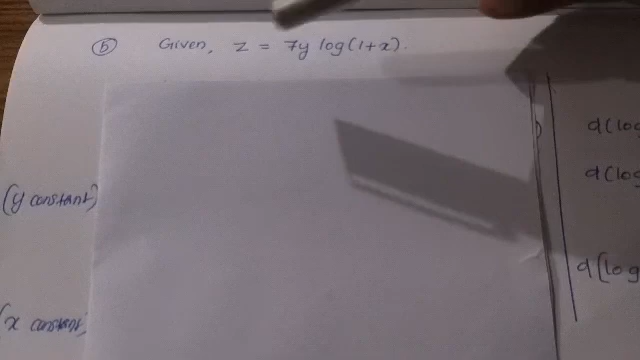 (b) Given, z = 7y log(1+x).
d(log
(y constant)
d(log
d(log
(x constant)